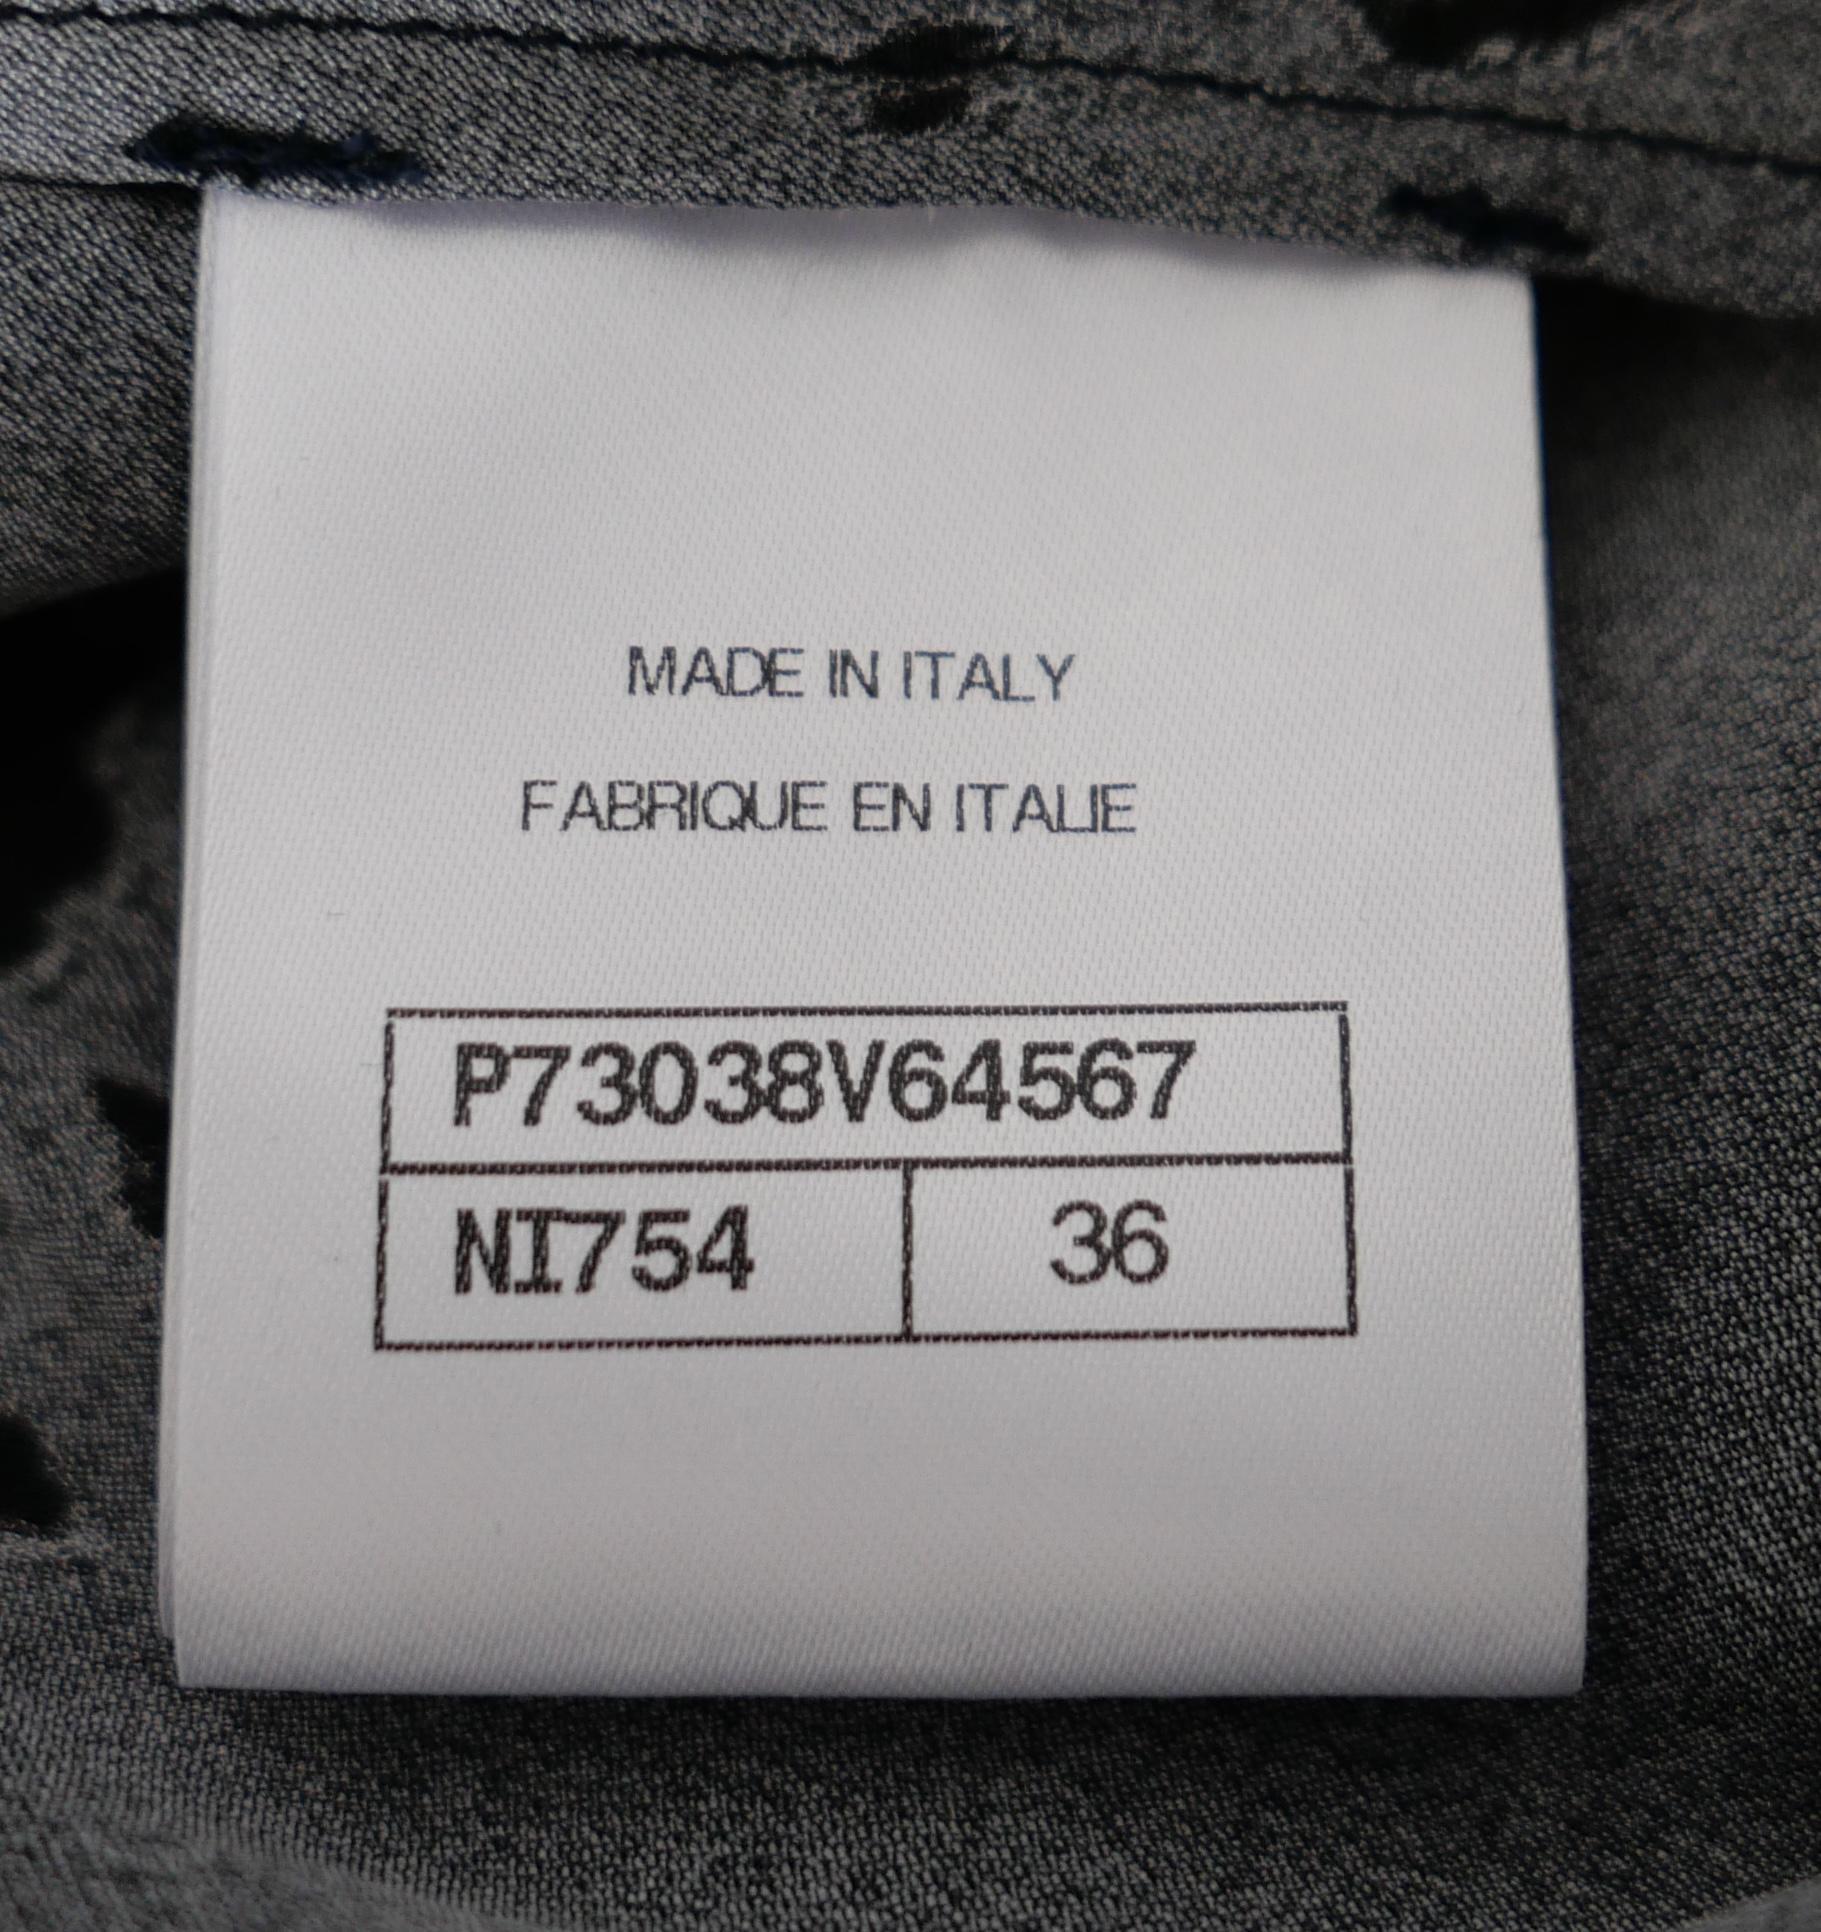 MADE IN ITALY
FABRIQUE EN ITALIE
P73038V64567
NI754 36